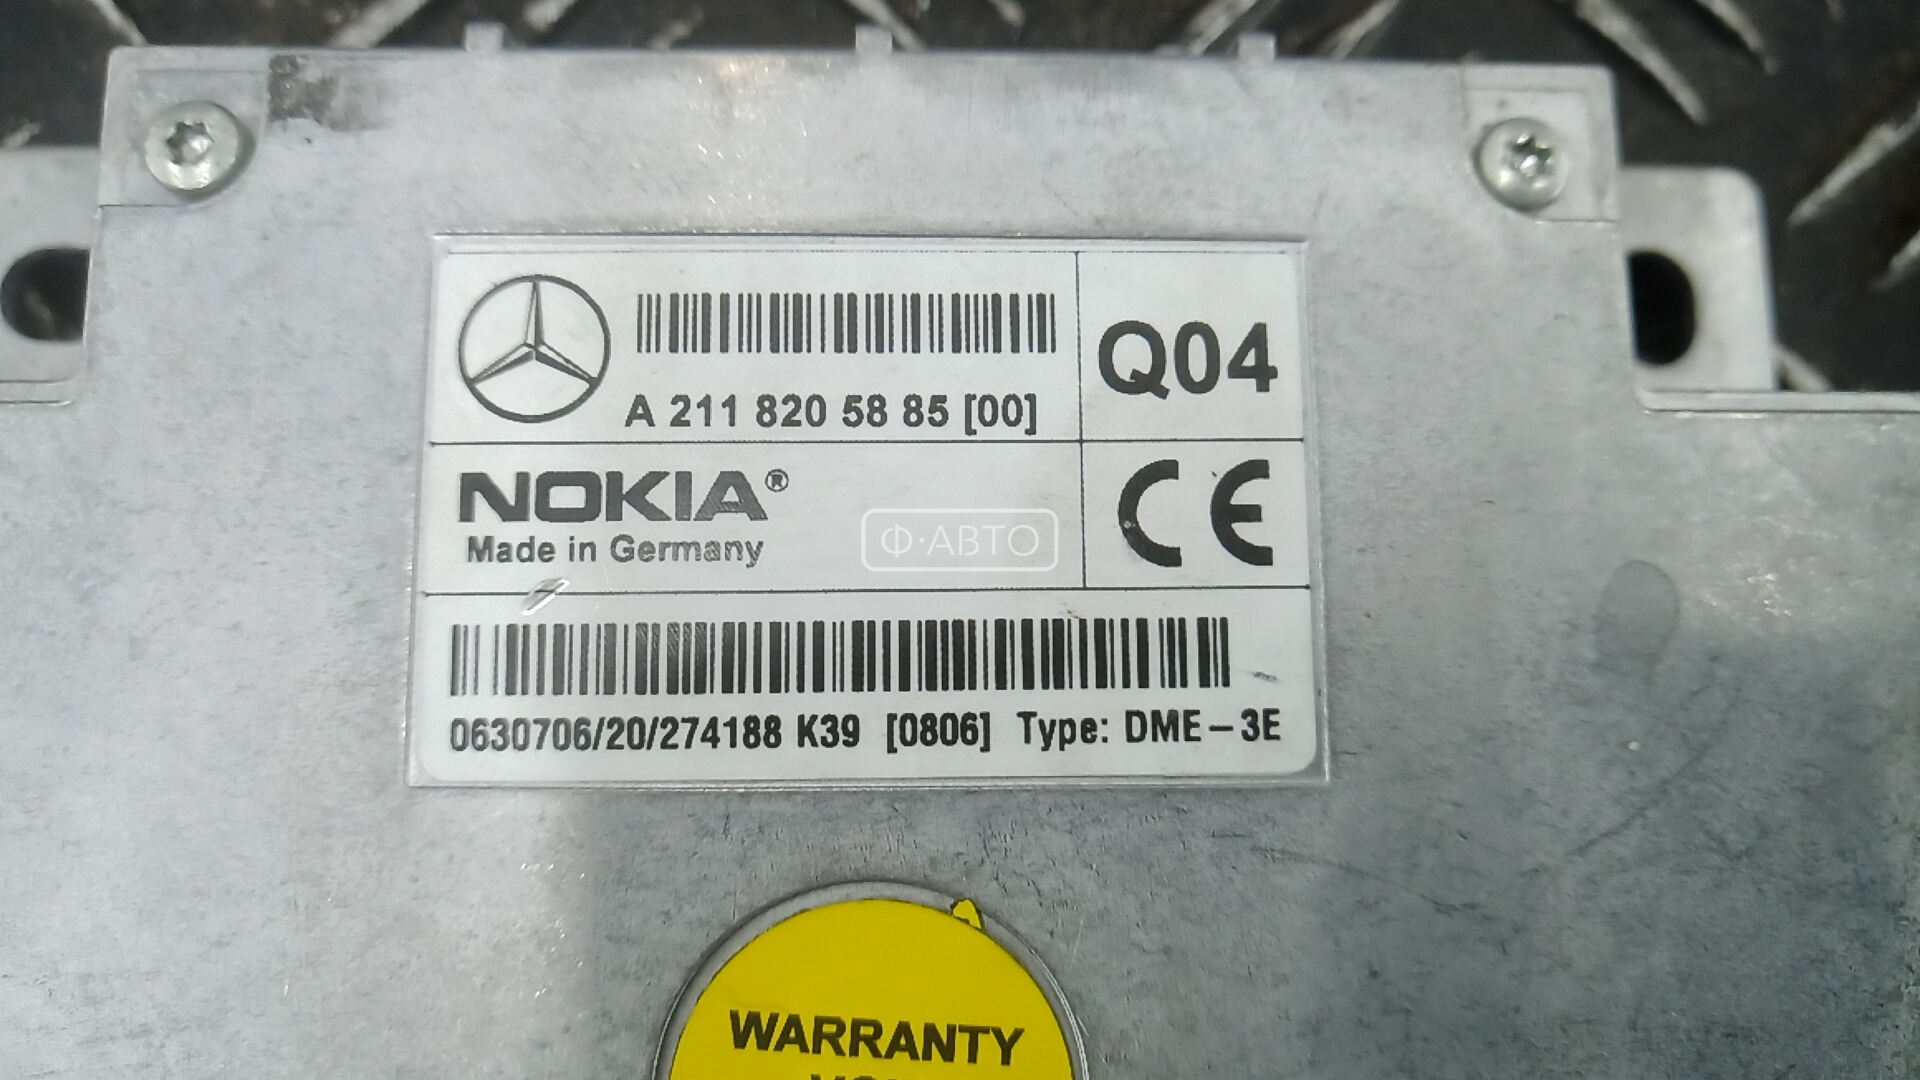 A 211 820 58 85 [00]
Q04
NOKIA®
Made in Germany
CE
Ф·АВТО
0630706/20/274188 K39 [0806] Type: DME-3E
WARRANTY